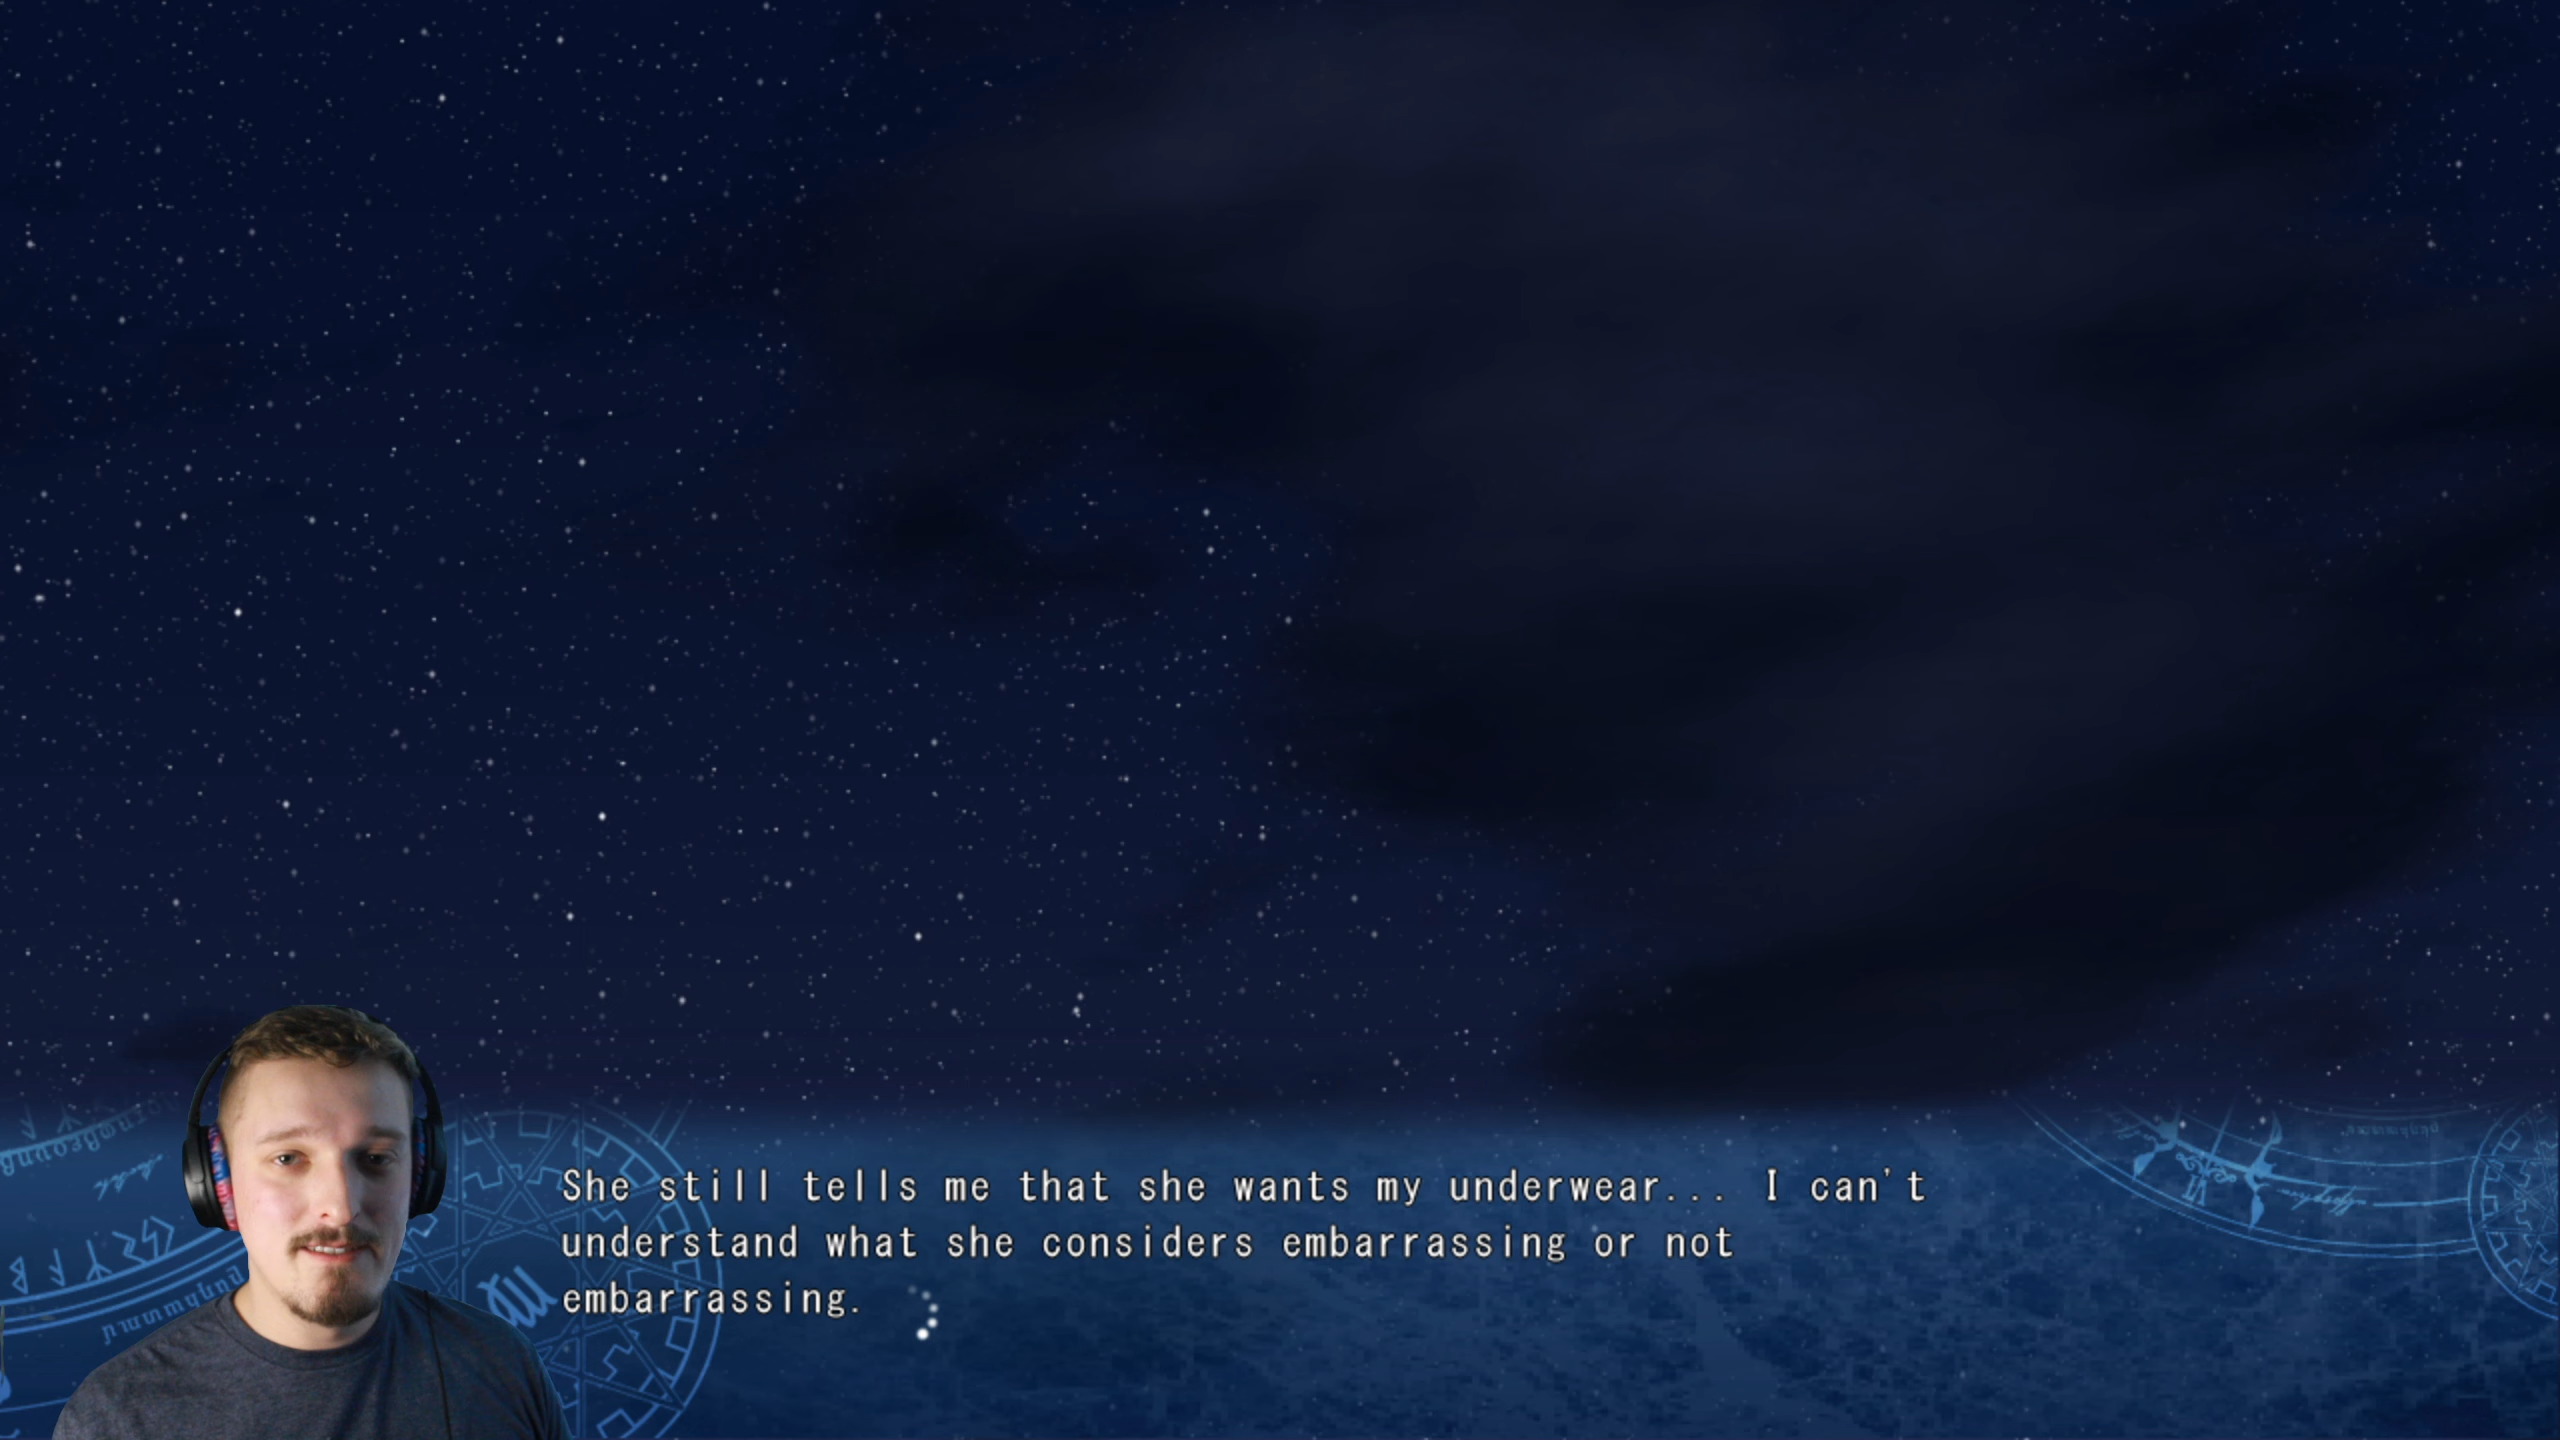 She still tells me that she wants my underwear... I can't
understand what she considers embarrassing or not
embarrassing.